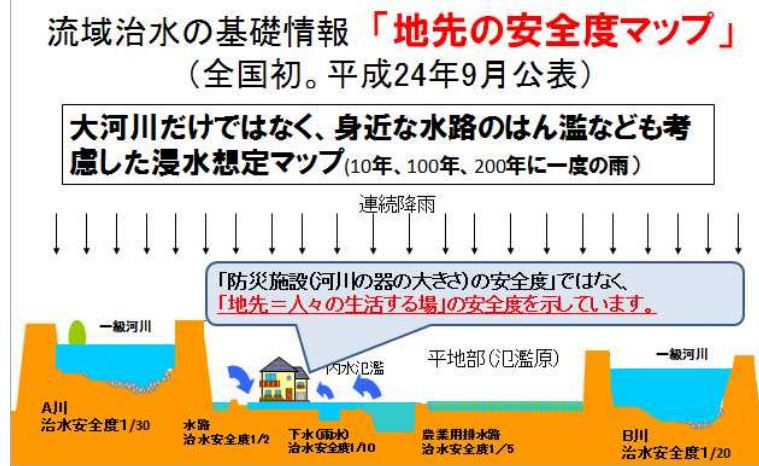 流域治水の基礎情報「地先の安全度マップ」
(全国初。平成24年9月公表)
大河川だけではなく、身近な水路のはん濫なども考
慮した浸水想定マップ(10年、100年、200年に一度の雨)
連続降雨
「防災施設(河川の器の大きさ)の安全度」ではなく、
「地先＝人々の生活する場」の安全度を示しています。
一級河川
内水氾濫
平地部(氾濫原)
一級河川
A川
治水安全度1/30
水路
治水安全度1/2
下水(雨水)
治水安全度1/10
農業用排水路
治水安全度1/5
B川
治水安全度1/20